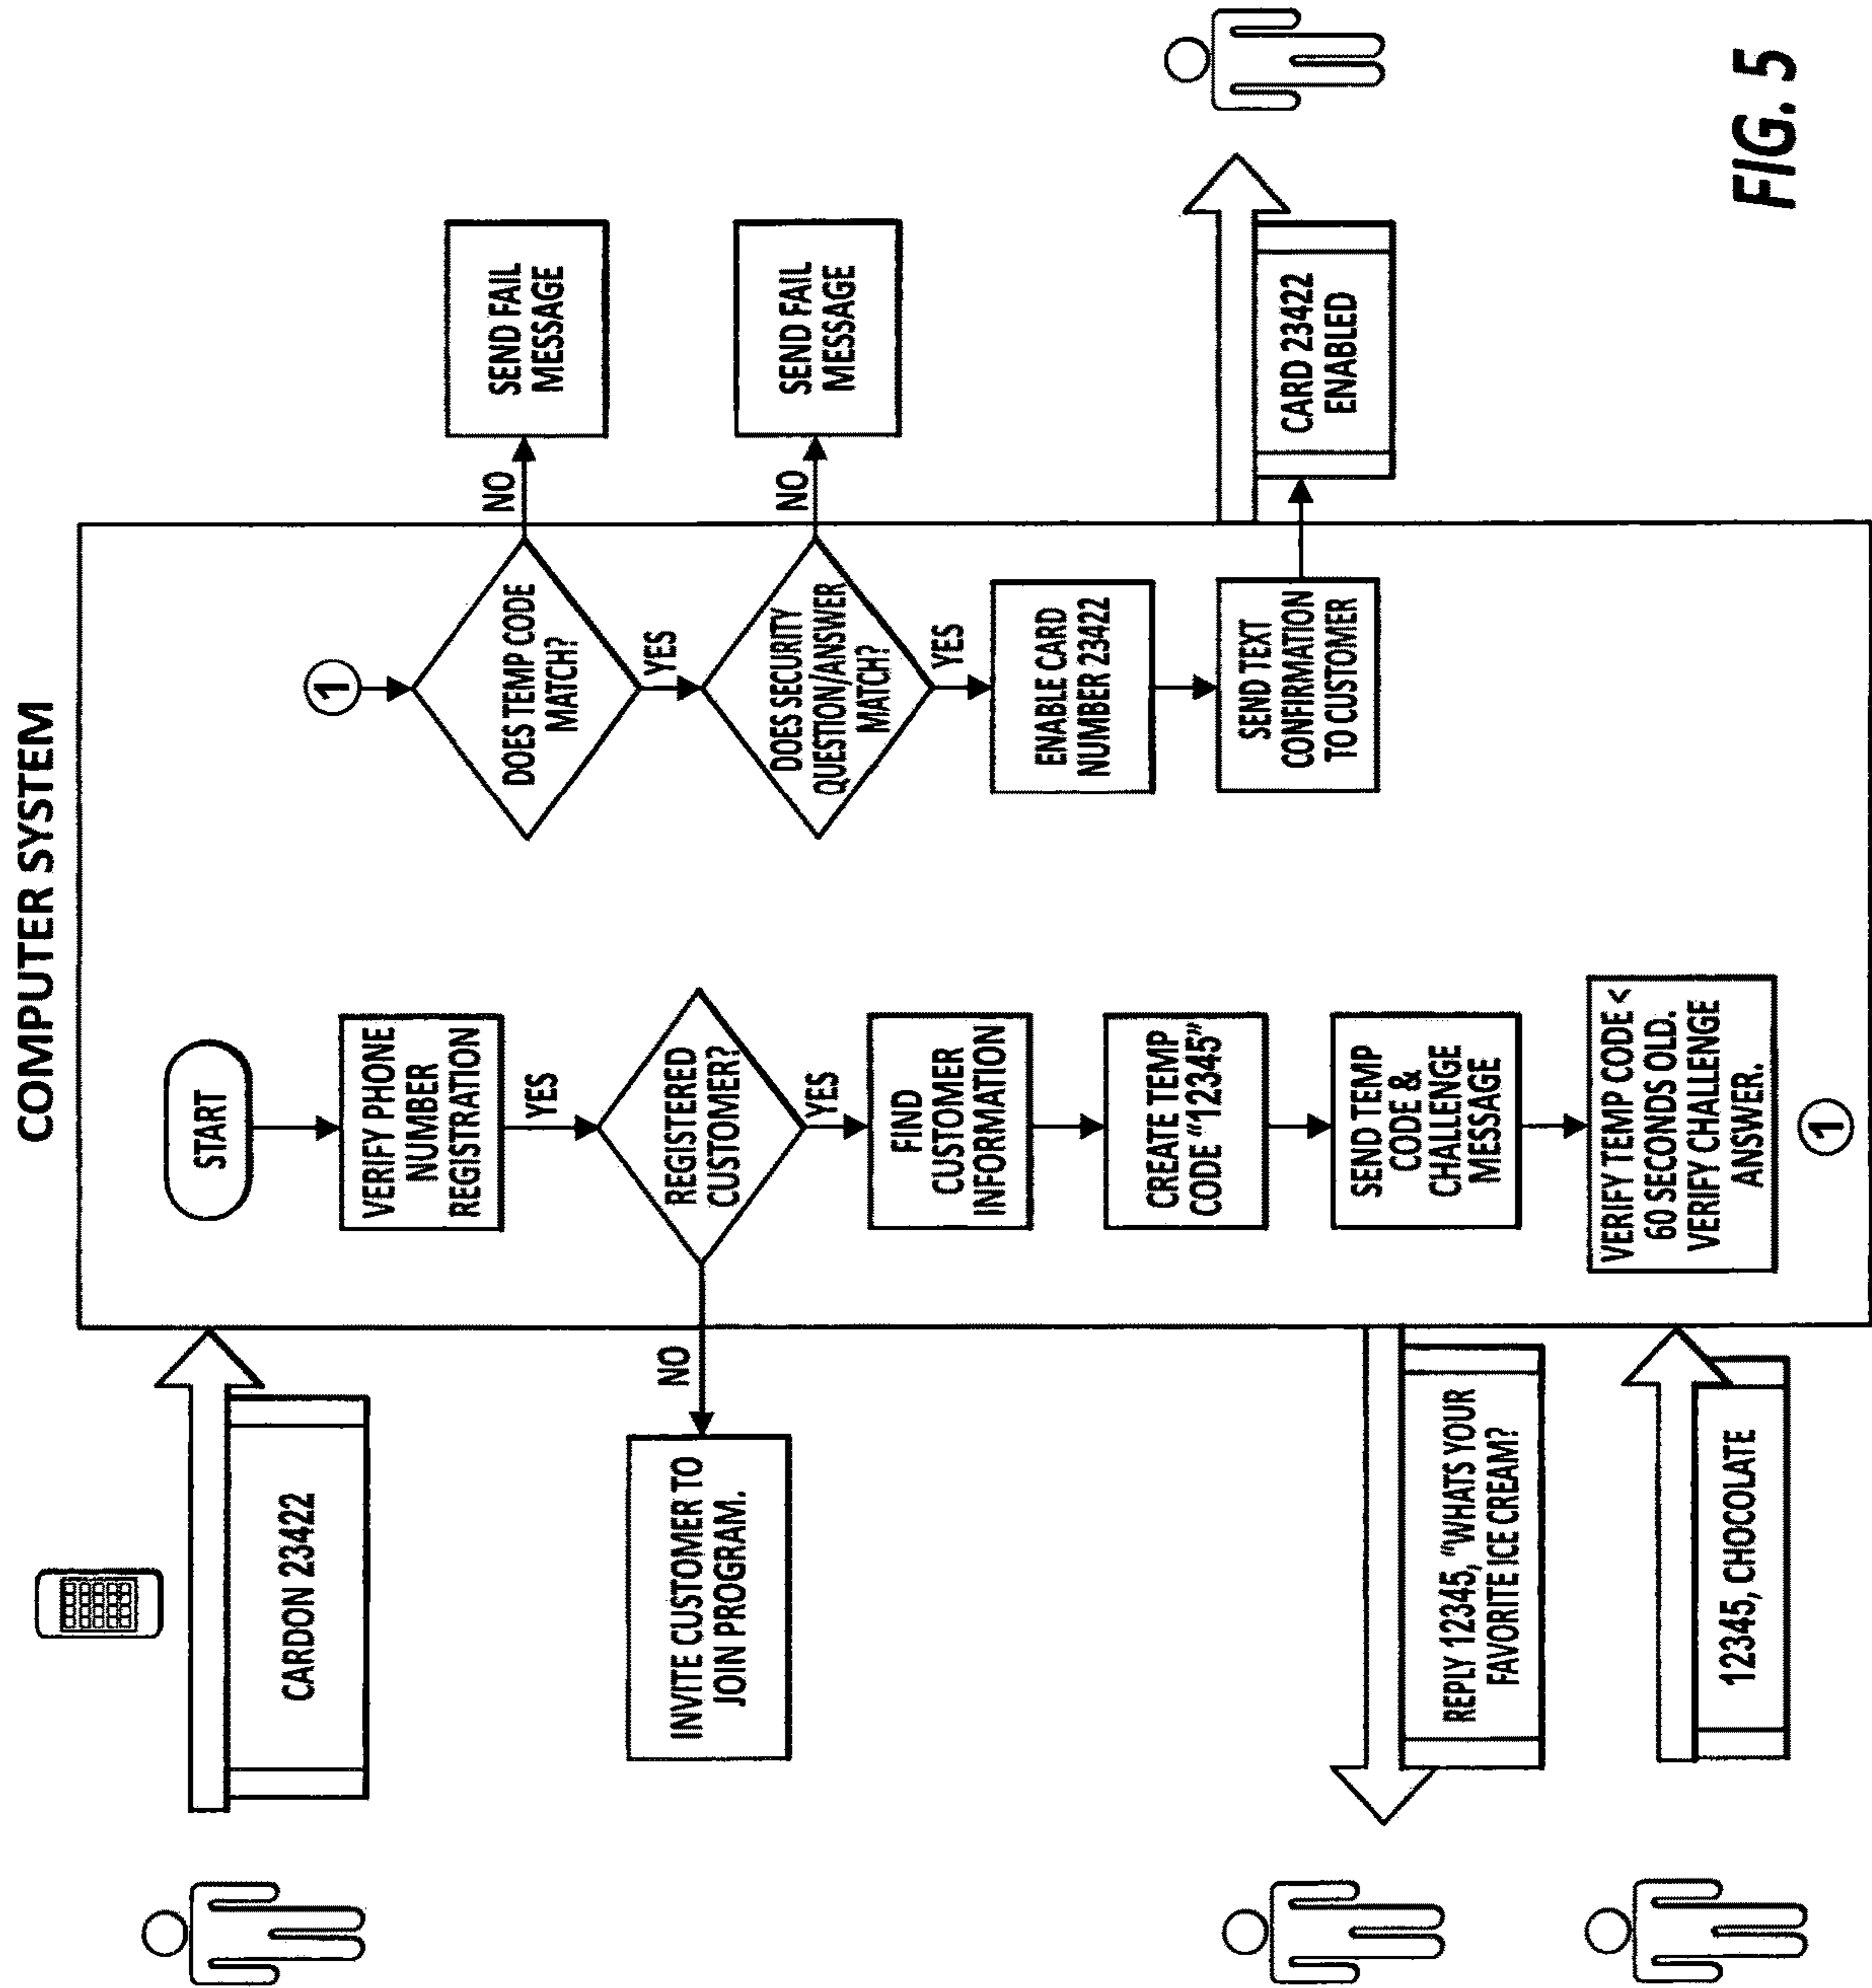 COMPUTER SYSTEM
CARDON 23422
START
VERIFY PHONE
NUMBER
REGISTRATION
YES
REGISTERED
CUSTOMER?
NO
INVITE CUSTOMER TO
JOIN PROGRAM.
YES
FIND
CUSTOMER
INFORMATION
CREATE TEMP
CODE "12345"
SEND TEMP
CODE &
CHALLENGE
MESSAGE
REPLY 12345, "WHATS YOUR
FAVORITE ICE CREAM?
12345, CHOCOLATE
VERIFY TEMP CODE <
60 SECONDS OLD.
VERIFY CHALLENGE
ANSWER.
1
1
DOES TEMP CODE
MATCH?
NO
SEND FAIL
MESSAGE
YES
DOES SECURITY
QUESTION/ANSWER
MATCH?
NO
SEND FAIL
MESSAGE
YES
ENABLE CARD
NUMBER 23422
SEND TEXT
CONFIRMATION
TO CUSTOMER
CARD 23422
ENABLED
FIG. 5